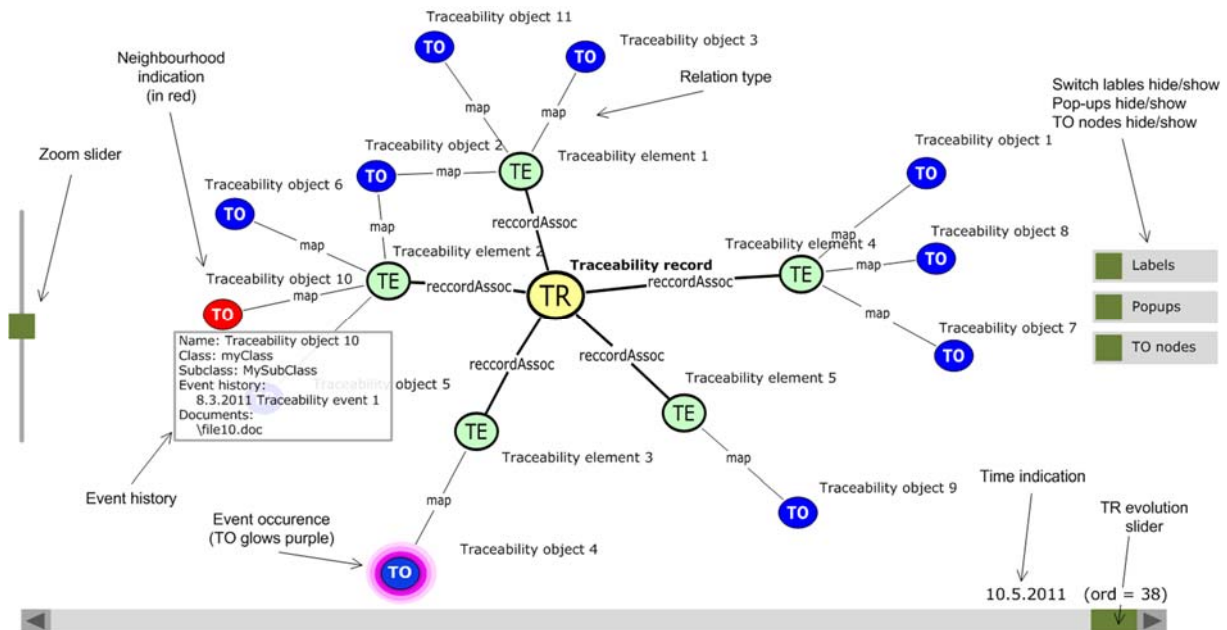 Traceability object 11
TO
Traceability object 3
TO
Neighbourhood
indication
(in red)
Relation type
Switch lables hide/show
Pop-ups hide/show
TO nodes hide/show
map
map
Zoom slider
Traceability object 2
TO
map
TE
Traceability element 1
Traceability object 1
TO
Traceability object 6
TO
map
map
reccordAssoc
map
Traceability element 2
TE
Traceability element 4
TE
Traceability object 8
TO
map
Traceability object 10
TO
map
reccordAssoc
Traceability record
TR
reccordAssoc
map
Traceability object 7
TO
Labels
Popups
TO nodes
Name: Traceability object 10
Class: myClass
Subclass: MySubClass
Event history:
8.3.2011 Traceability event 1
Documents:
\file10.doc
Traceability object 5
reccordAssoc
reccordAssoc
Traceability element 5
TE
TE
Traceability element 3
map
map
Event history
Traceability object 9
TO
Time indication
TR evolution
slider
Event occurence
(TO glows purple)
Traceability object 4
TO
10.5.2011 (ord = 38)